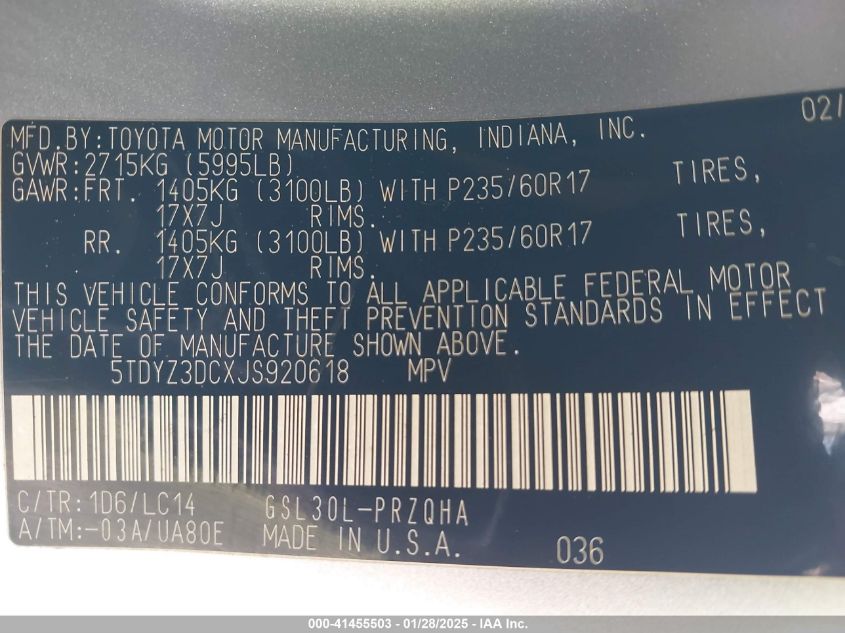 02/
MFD.BY:TOYOTA MOTOR MANUFACTURING, INDIANA, INC.
GVWR:2715KG (5995LB)
GAWR:FRT. 1405KG (3100LB) WITH P235/60R17 TIRES,
17X7J RIMS.
RR. 1405KG (3100LB) WITH P235/60R17 TIRES,
17X7J RIMS.
THIS VEHICLE CONFORMS TO ALL APPLICABLE FEDERAL MOTOR
VEHICLE SAFETY AND THEFT PREVENTION STANDARDS IN EFFECT
THE DATE OF MANUFACTURE SHOWN ABOVE.
5TDYZ3DCXJS920618 MPV
C/TR:1D6/LC14 GSL30L-PRZQHA
A/TM:-03A/UA80E MADE IN U.S.A. 036
000-41455503 - 01/28/2025 - IAA Inc.